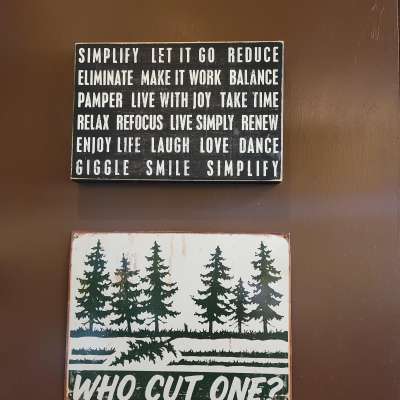 SIMPLIFY LET IT GO REDUCE
ELIMINATE MAKE IT WORK BALANCE
PAMPER LIVE WITH JOY TAKE TIME
RELAX REFOCUS LIVE SIMPLY RENEW
ENJOY LIFE LAUGH LOVE DANCE
GIGGLE SMILE SIMPLIFY
WHO CUT ONE?